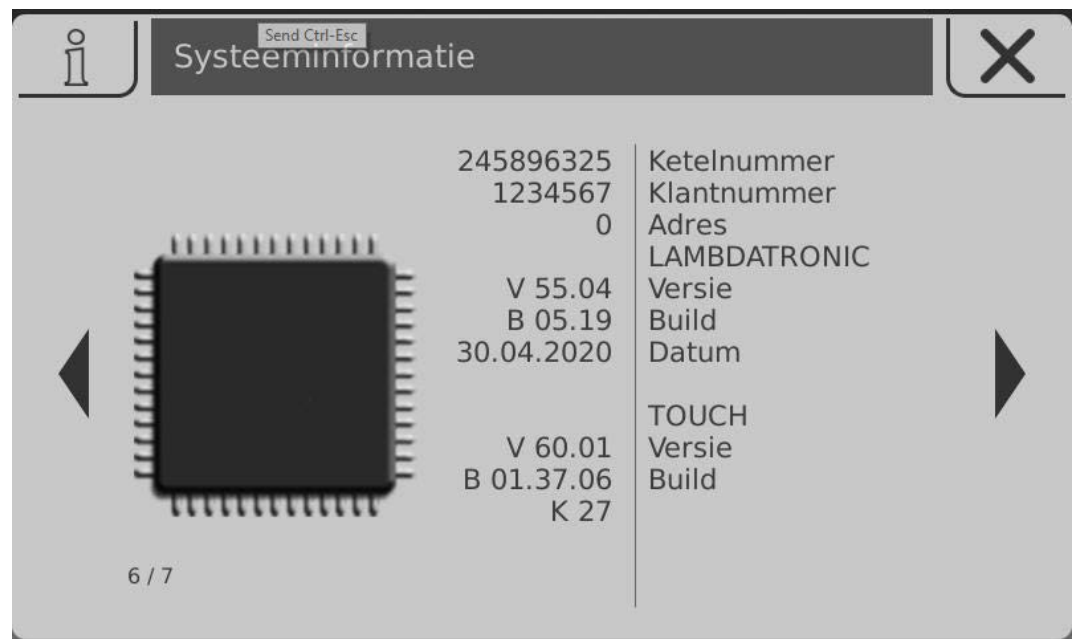 Send Ctrl-Esc
Systeeminformatie
245896325 Ketelnummer
1234567 Klantnummer
0 Adres
LAMBDATRONIC
V 55.04 Versie
B 05.19 Build
30.04.2020 Datum
TOUCH
V 60.01 Versie
B 01.37.06 Build
K 27
6 / 7